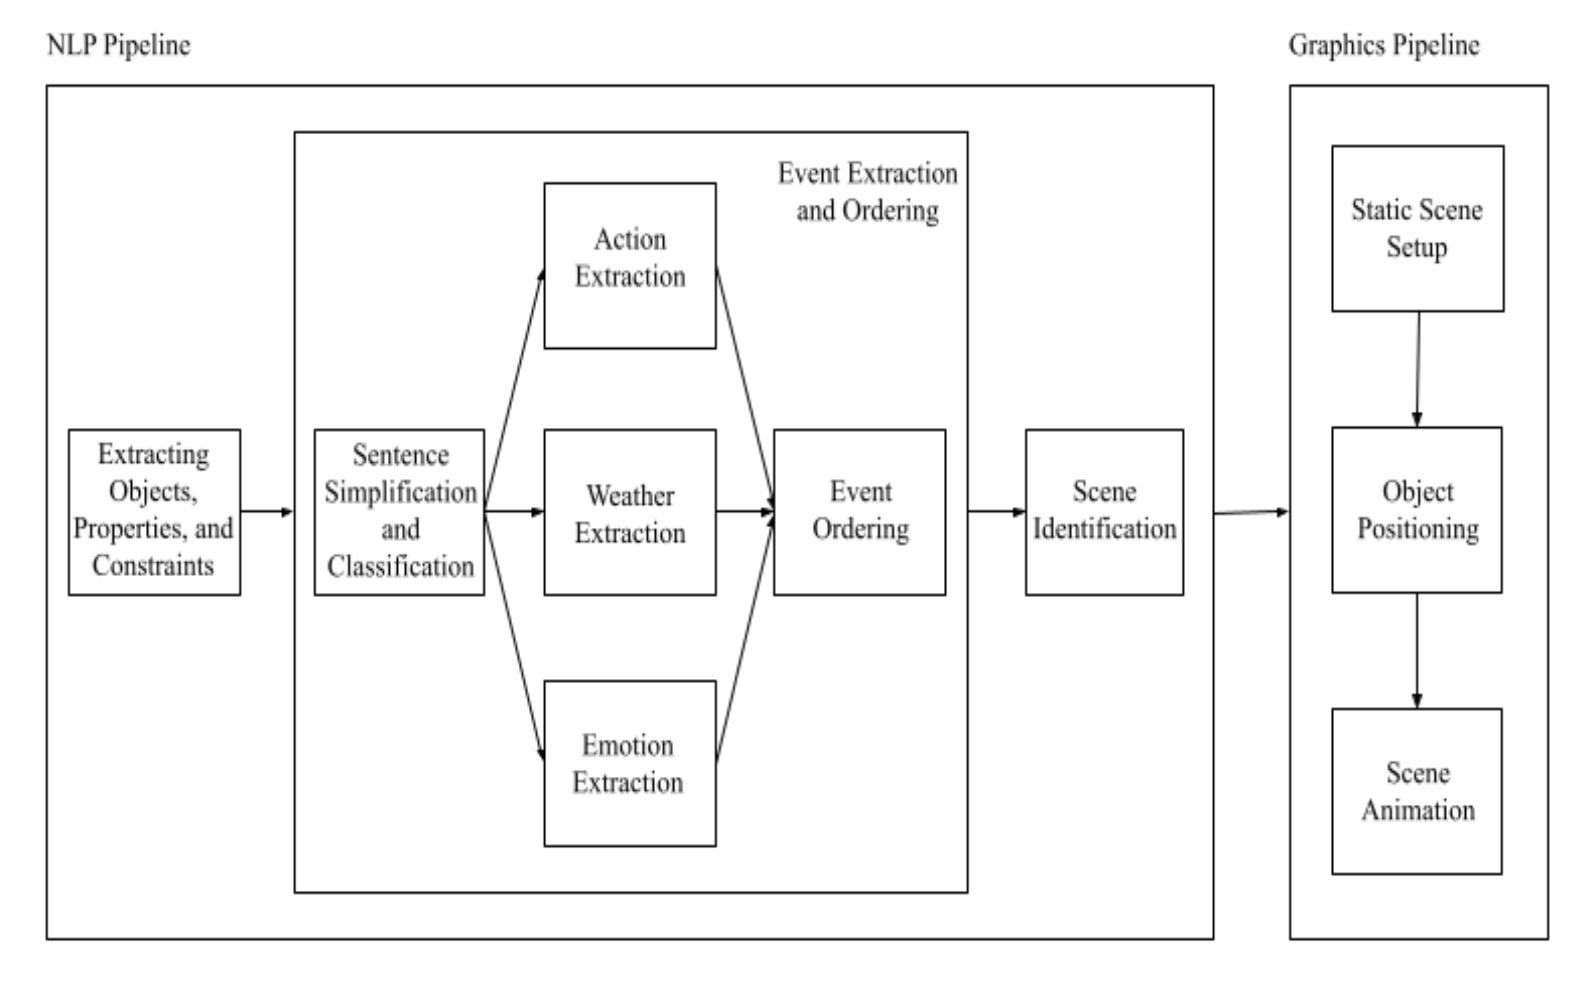 NLP Pipeline
Graphics Pipeline
Event Extraction
and Ordering
Action
Extraction
Static Scene
Setup
Extracting
Objects,
Properties, and
Constraints
Sentence
Simplification
and
Classification
Weather
Extraction
Event
Ordering
Scene
Identification
Object
Positioning
Emotion
Extraction
Scene
Animation